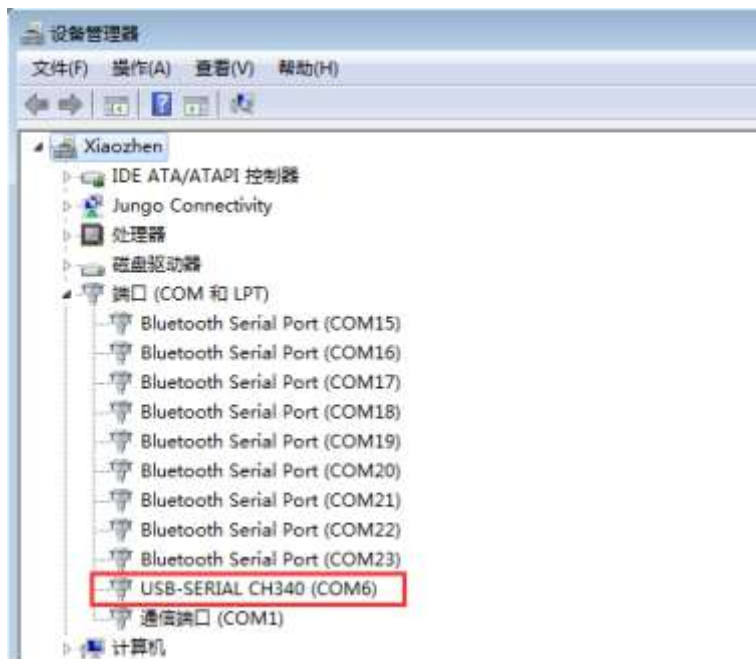 设备管理器
文件(F) 操作(A) 查看(V) 帮助(H)
Xiaozhen
IDE ATA/ATAPI 控制器
Jungo Connectivity
处理器
磁盘驱动器
端口 (COM 和 LPT)
Bluetooth Serial Port (COM15)
Bluetooth Serial Port (COM16)
Bluetooth Serial Port (COM17)
Bluetooth Serial Port (COM18)
Bluetooth Serial Port (COM19)
Bluetooth Serial Port (COM20)
Bluetooth Serial Port (COM21)
Bluetooth Serial Port (COM22)
Bluetooth Serial Port (COM23)
USB-SERIAL CH340 (COM6)
通信端口 (COM1)
计算机